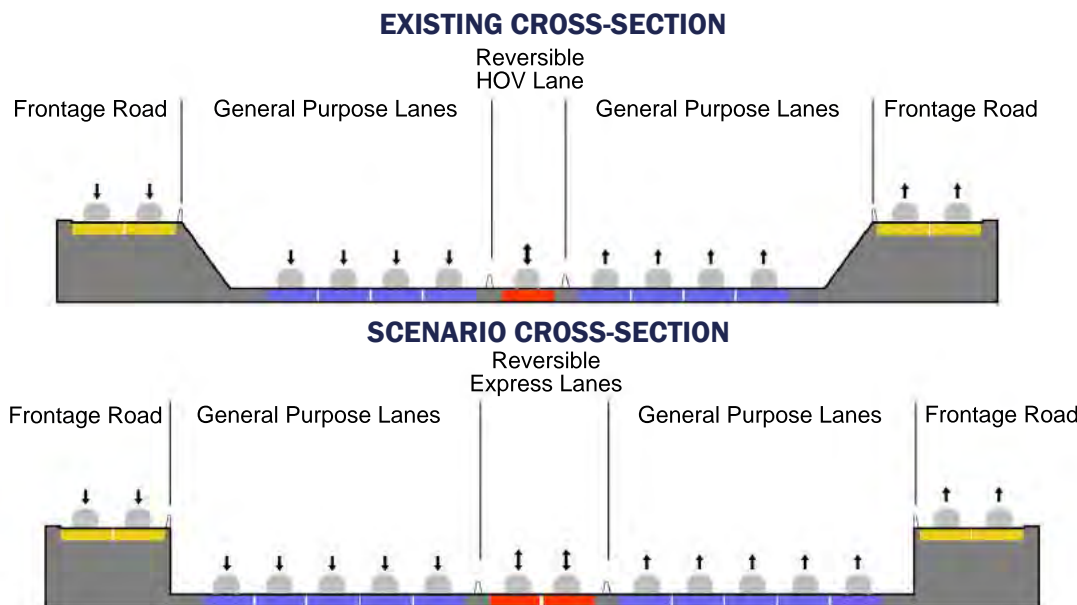 EXISTING CROSS-SECTION
Reversible
HOV Lane
Frontage Road
General Purpose Lanes
General Purpose Lanes
Frontage Road
SCENARIO CROSS-SECTION
Reversible
Express Lanes
Frontage Road
General Purpose Lanes
General Purpose Lanes
Frontage Road